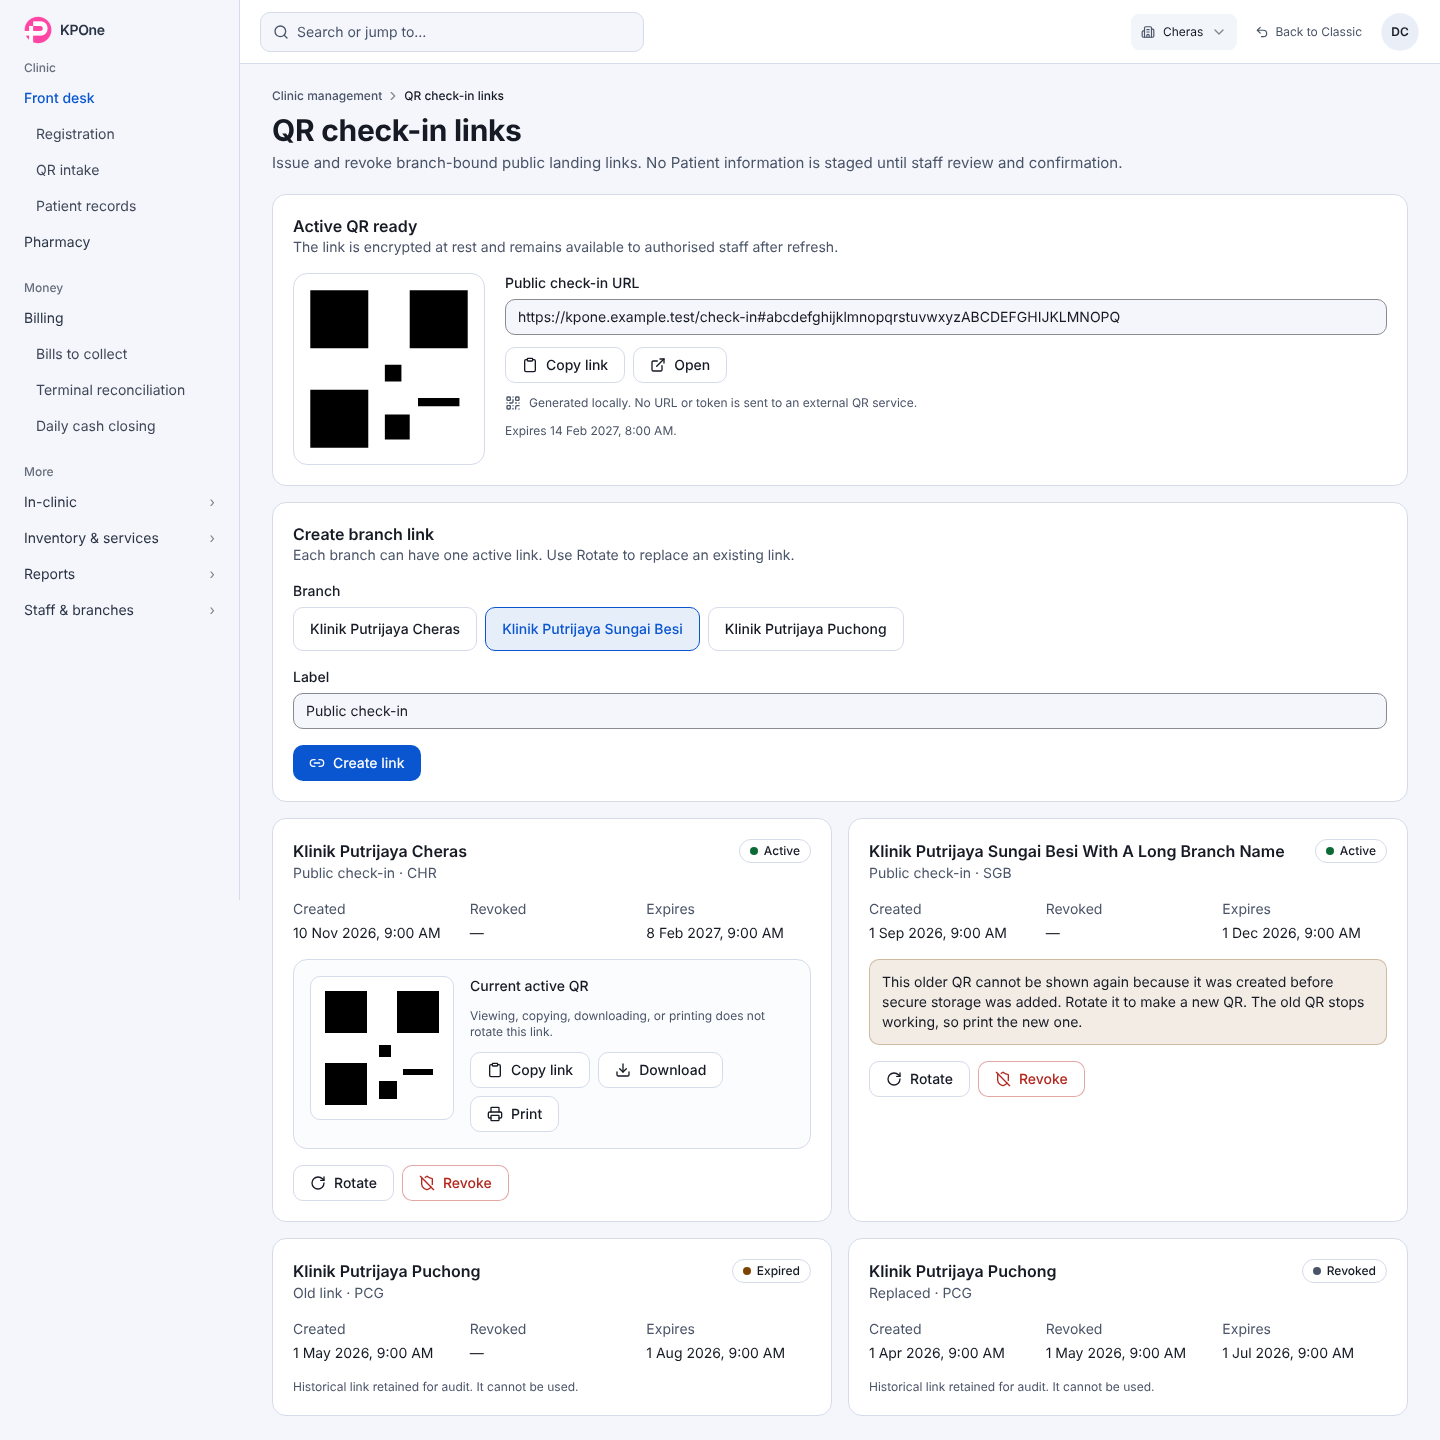 KPOne
Clinic
Front desk
Registration
QR intake
Patient records
Pharmacy
Money
Billing
Bills to collect
Terminal reconciliation
Daily cash closing
More
In-clinic
Inventory & services
Reports
Staff & branches
Search or jump to...
Cheras
Back to Classic
DC
Clinic management
QR check-in links
QR check-in links
Issue and revoke branch-bound public landing links. No Patient information is staged until staff review and confirmation.
Active QR ready
The link is encrypted at rest and remains available to authorised staff after refresh.
Public check-in URL
https://kpone.example.test/check-in#abcdefghijklmnopqrstuvwxyzABCDEFGHIJKLMNOPQ
Copy link
Open
Generated locally. No URL or token is sent to an external QR service.
Expires 14 Feb 2027, 8:00 AM.
Create branch link
Each branch can have one active link. Use Rotate to replace an existing link.
Branch
Klinik Putrijaya Cheras
Klinik Putrijaya Sungai Besi
Klinik Putrijaya Puchong
Label
Public check-in
Create link
Klinik Putrijaya Cheras
Active
Public check-in · CHR
Created
Revoked
Expires
10 Nov 2026, 9:00 AM
—
8 Feb 2027, 9:00 AM
Current active QR
Viewing, copying, downloading, or printing does not
rotate this link.
Copy link
Download
Print
Rotate
Revoke
Klinik Putrijaya Sungai Besi With A Long Branch Name
Active
Public check-in · SGB
Created
Revoked
Expires
1 Sep 2026, 9:00 AM
—
1 Dec 2026, 9:00 AM
This older QR cannot be shown again because it was created before
secure storage was added. Rotate it to make a new QR. The old QR stops
working, so print the new one.
Rotate
Revoke
Klinik Putrijaya Puchong
Expired
Old link · PCG
Created
Revoked
Expires
1 May 2026, 9:00 AM
—
1 Aug 2026, 9:00 AM
Historical link retained for audit. It cannot be used.
Klinik Putrijaya Puchong
Revoked
Replaced · PCG
Created
Revoked
Expires
1 Apr 2026, 9:00 AM
1 May 2026, 9:00 AM
1 Jul 2026, 9:00 AM
Historical link retained for audit. It cannot be used.